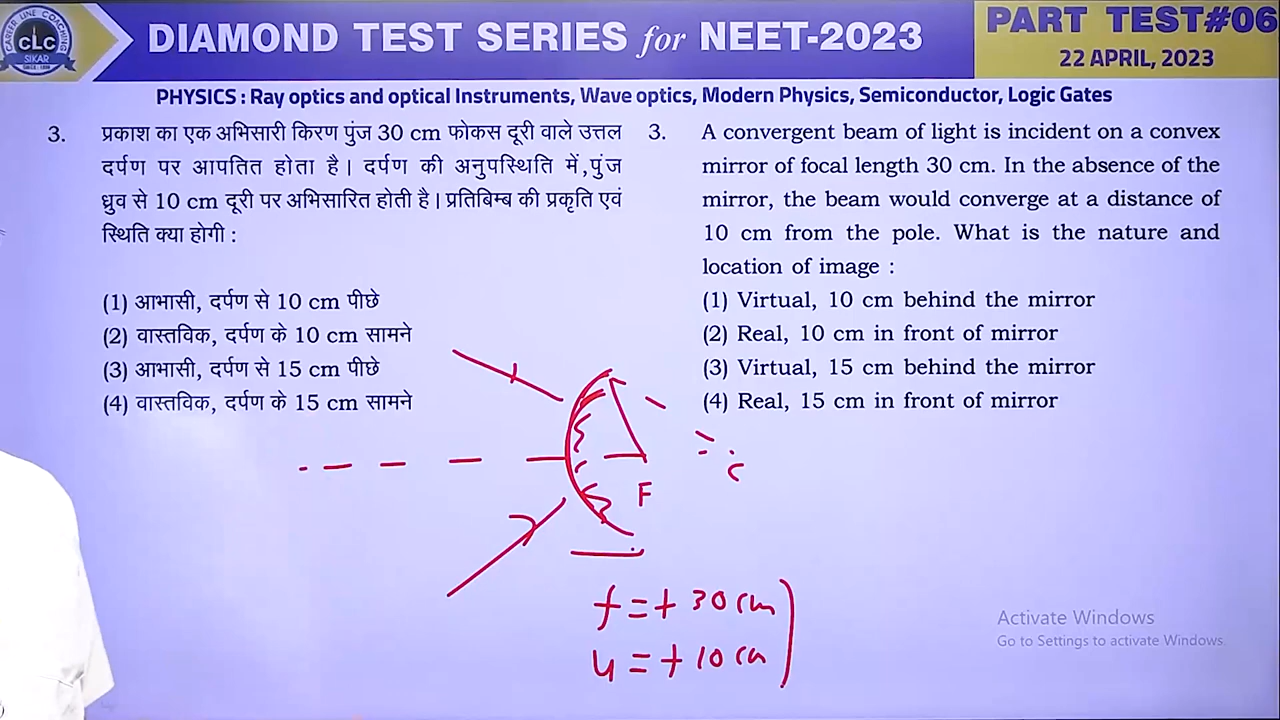 CAREER LINE COACHING
CLC
SIKAR
DIAMOND TEST SERIES for NEET-2023
PART TEST#06
22 APRIL, 2023
PHYSICS : Ray optics and optical Instruments, Wave optics, Modern Physics, Semiconductor, Logic Gates
3. प्रकाश का एक अभिसारी किरण पुंज 30 cm फोकस दूरी वाले उत्तल
दर्पण पर आपतित होता है। दर्पण की अनुपस्थिति में,पुंज
ध्रुव से 10 cm दूरी पर अभिसारित होती है। प्रतिबिम्ब की प्रकृति एवं
स्थिति क्या होगी :
(1) आभासी, दर्पण से 10 cm पीछे
(2) वास्तविक, दर्पण के 10 cm सामने
(3) आभासी, दर्पण से 15 cm पीछे
(4) वास्तविक, दर्पण के 15 cm सामने
3. A convergent beam of light is incident on a convex
mirror of focal length 30 cm. In the absence of the
mirror, the beam would converge at a distance of
10 cm from the pole. What is the nature and
location of image :
(1) Virtual, 10 cm behind the mirror
(2) Real, 10 cm in front of mirror
(3) Virtual, 15 cm behind the mirror
(4) Real, 15 cm in front of mirror
C
F
f = + 30 cm
u = + 10 cm
Activate Windows
Go to Settings to activate Windows.